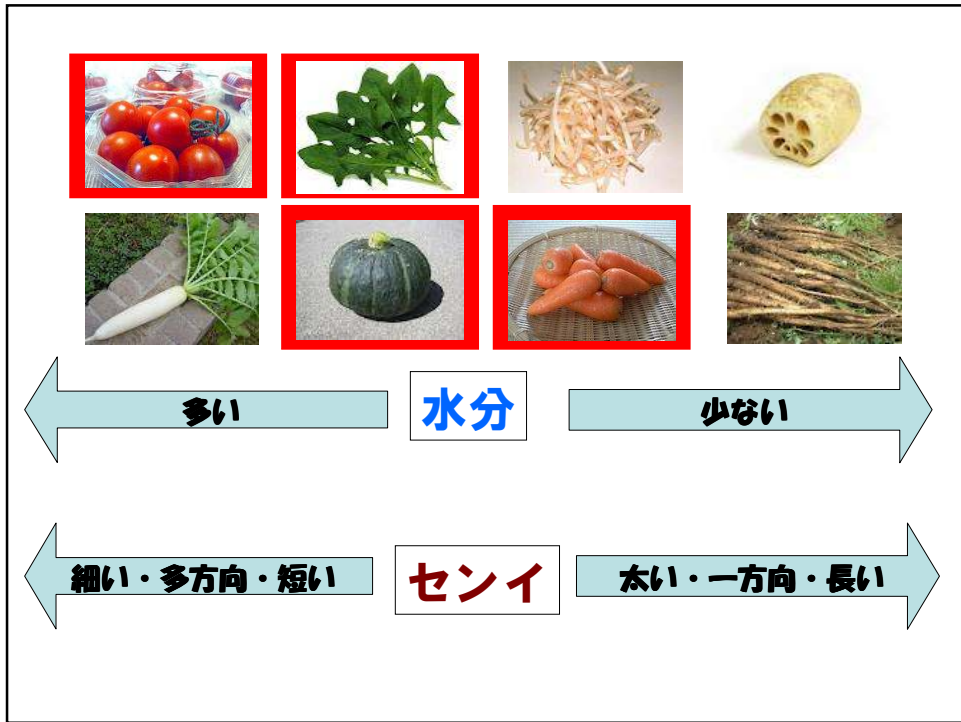 多い
水分
少ない
細い・多方向・短い
センイ
太い・一方向・長い